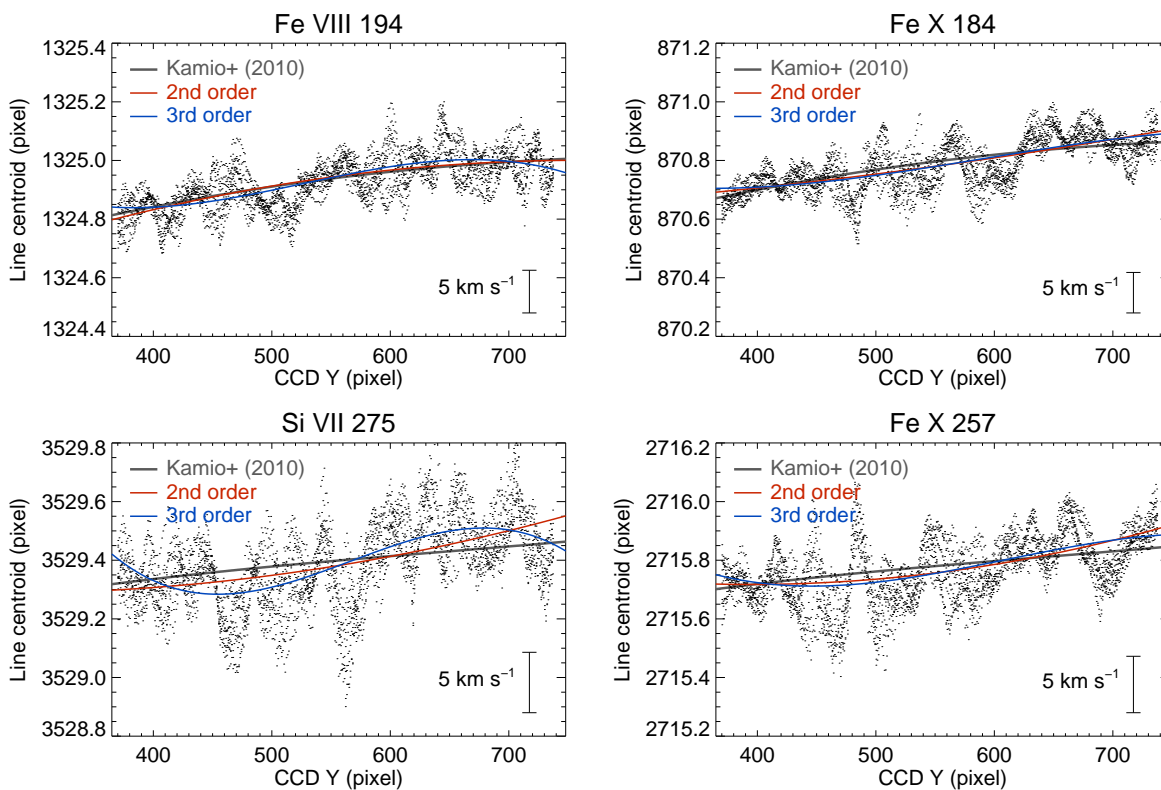 Fe VIII 194
1325.4
1325.2
1325.0
1324.8
1324.6
1324.4
Line centroid (pixel)
Kamio+ (2010)
2nd order
3rd order
5 km s⁻¹
400 500 600 700
CCD Y (pixel)
Fe X 184
871.2
871.0
870.8
870.6
870.4
870.2
Line centroid (pixel)
Kamio+ (2010)
2nd order
3rd order
5 km s⁻¹
400 500 600 700
CCD Y (pixel)
Si VII 275
3529.8
3529.6
3529.4
3529.2
3529.0
3528.8
Line centroid (pixel)
Kamio+ (2010)
2nd order
3rd order
5 km s⁻¹
400 500 600 700
CCD Y (pixel)
Fe X 257
2716.2
2716.0
2715.8
2715.6
2715.4
2715.2
Line centroid (pixel)
Kamio+ (2010)
2nd order
3rd order
5 km s⁻¹
400 500 600 700
CCD Y (pixel)